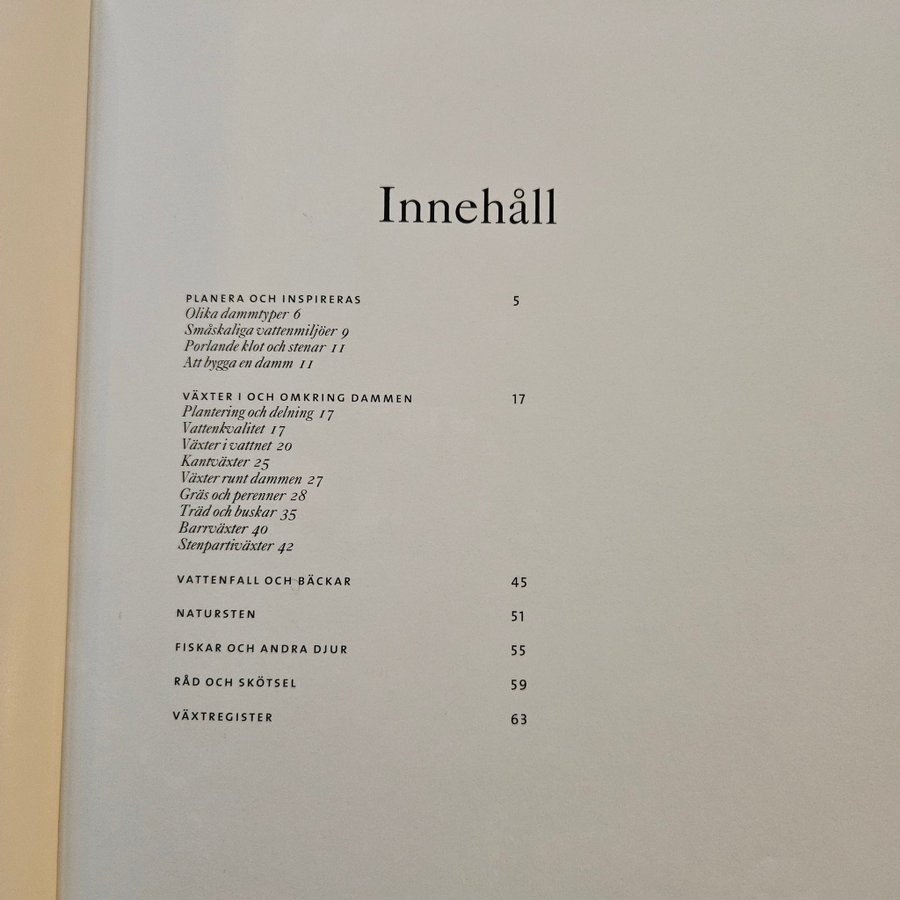 Innehåll
PLANERA OCH INSPIRERAS 5
Olika dammtyper 6
Småskaliga vattenmiljöer 9
Porlande klot och stenar 11
Att bygga en damm 11
VÄXTER I OCH OMKRING DAMMEN 17
Plantering och delning 17
Vattenkvalitet 17
Växter i vattnet 20
Kantväxter 25
Växter runt dammen 27
Gräs och perenner 28
Träd och buskar 35
Barrväxter 40
Stenpartiväxter 42
VATTENFALL OCH BÄCKAR 45
NATURSTEN 51
FISKAR OCH ANDRA DJUR 55
RÅD OCH SKÖTSEL 59
VÄXTREGISTER 63